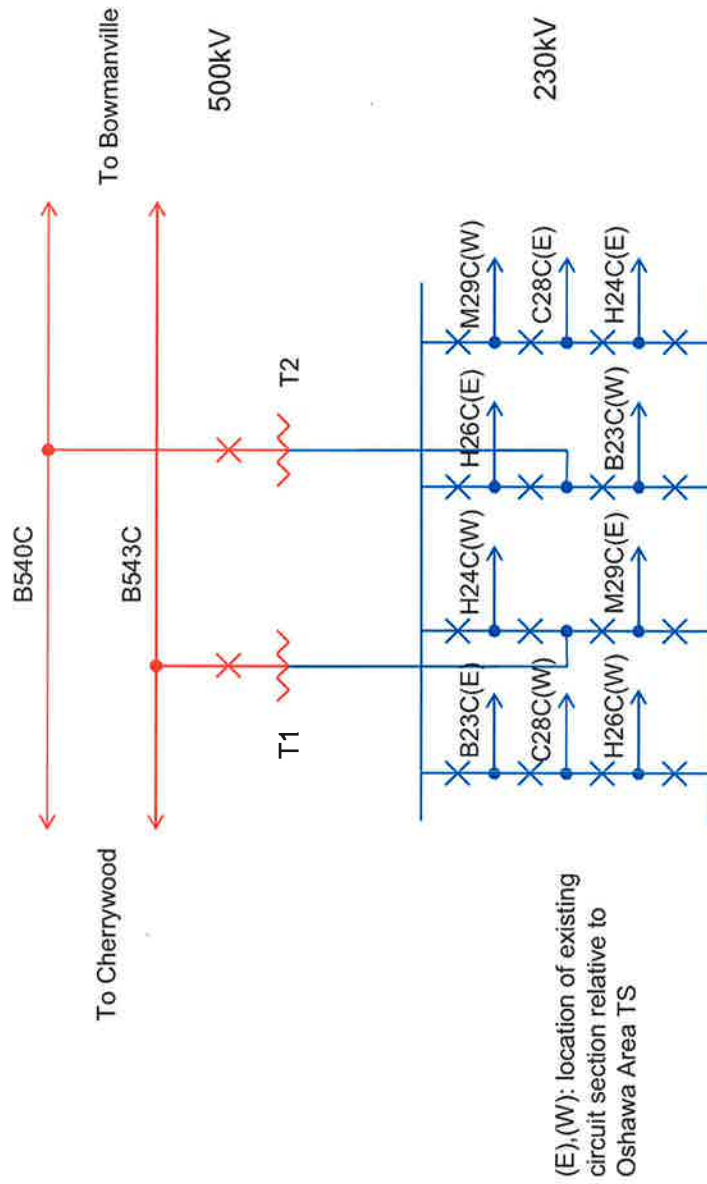 B540C
To Cherrywood
To Bowmanville
B543C
500kV
T1
T2
230kV
B23C(E)
H24C(W)
H26C(E)
M29C(W)
C28C(W)
C28C(E)
H26C(W)
M29C(E)
B23C(W)
H24C(E)
(E),(W): location of existing
circuit section relative to
Oshawa Area TS